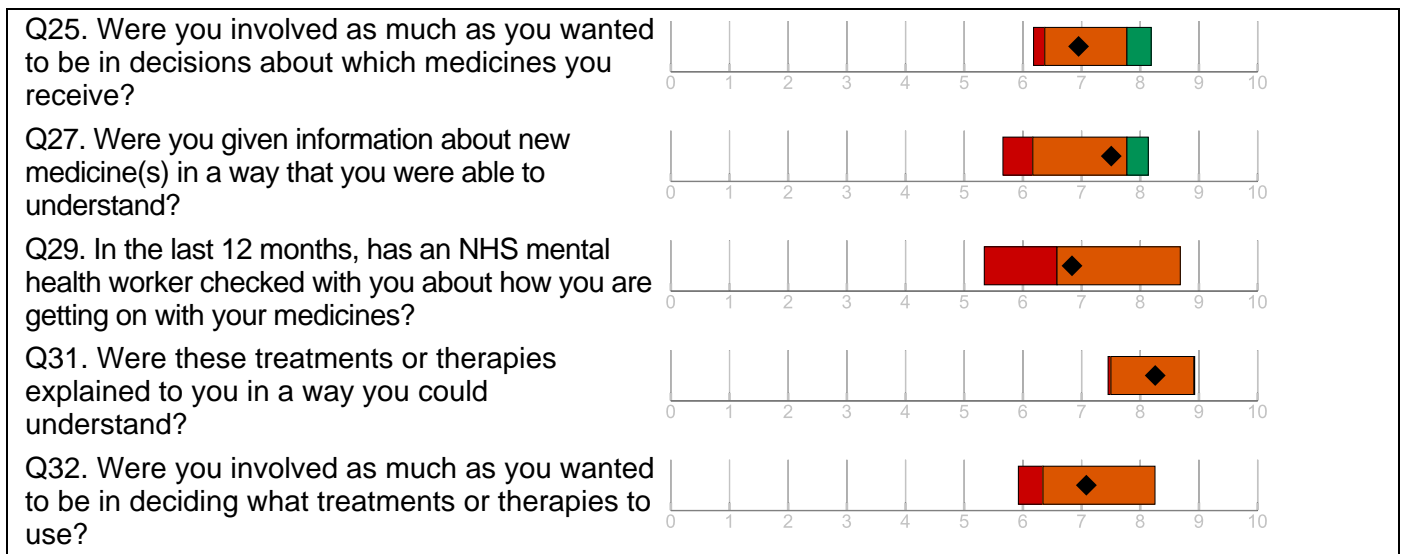 Q25. Were you involved as much as you wanted
to be in decisions about which medicines you
receive?
0 1 2 3 4 5 6 7 8 9 10
Q27. Were you given information about new
medicine(s) in a way that you were able to
understand?
0 1 2 3 4 5 6 7 8 9 10
Q29. In the last 12 months, has an NHS mental
health worker checked with you about how you are
getting on with your medicines?
0 1 2 3 4 5 6 7 8 9 10
Q31. Were these treatments or therapies
explained to you in a way you could
understand?
0 1 2 3 4 5 6 7 8 9 10
Q32. Were you involved as much as you wanted
to be in deciding what treatments or therapies to
use?
0 1 2 3 4 5 6 7 8 9 10